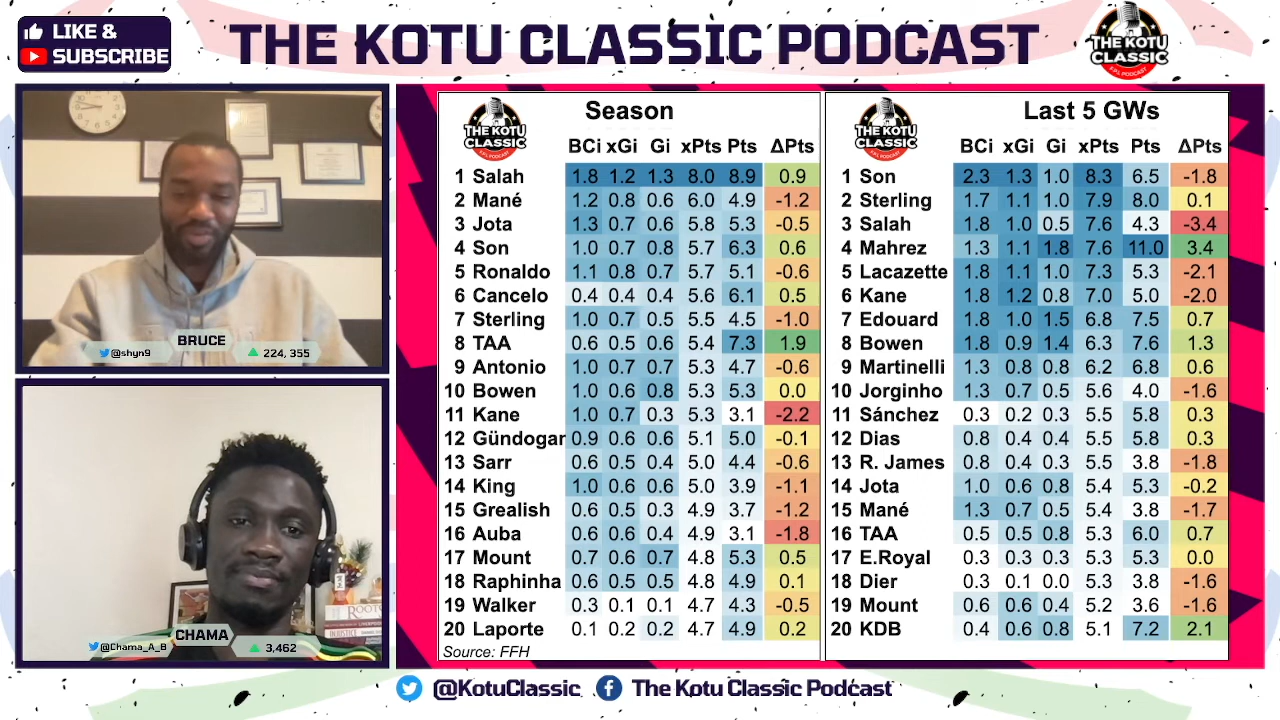 LIKE &
SUBSCRIBE
THE KOTU CLASSIC PODCAST
THE KOTU
CLASSIC
F.P.L PODCAST
BRUCE
@shyn9
224, 355
CHAMA
@Chama_A_B
3,462
THE KOTU
CLASSIC
Season
BCi xGi Gi xPts Pts ΔPts
1 Salah 1.8 1.2 1.3 8.0 8.9 0.9
2 Mané 1.2 0.8 0.6 6.0 4.9 -1.2
3 Jota 1.3 0.7 0.6 5.8 5.3 -0.5
4 Son 1.0 0.7 0.8 5.7 6.3 0.6
5 Ronaldo 1.1 0.8 0.7 5.7 5.1 -0.6
6 Cancelo 0.4 0.4 0.4 5.6 6.1 0.5
7 Sterling 1.0 0.7 0.5 5.5 4.5 -1.0
8 TAA 0.6 0.5 0.6 5.4 7.3 1.9
9 Antonio 1.0 0.7 0.7 5.3 4.7 -0.6
10 Bowen 1.0 0.6 0.8 5.3 5.3 0.0
11 Kane 1.0 0.7 0.3 5.3 3.1 -2.2
12 Gündogar 0.9 0.6 0.6 5.1 5.0 -0.1
13 Sarr 0.6 0.5 0.4 5.0 4.4 -0.6
14 King 1.0 0.6 0.6 5.0 3.9 -1.1
15 Grealish 0.6 0.5 0.3 4.9 3.7 -1.2
16 Auba 0.6 0.6 0.4 4.9 3.1 -1.8
17 Mount 0.7 0.6 0.7 4.8 5.3 0.5
18 Raphinha 0.6 0.5 0.5 4.8 4.9 0.1
19 Walker 0.3 0.1 0.1 4.7 4.3 -0.5
20 Laporte 0.1 0.2 0.2 4.7 4.9 0.2
Source: FFH
THE KOTU
CLASSIC
Last 5 GWs
BCi xGi Gi xPts Pts ΔPts
1 Son 2.3 1.3 1.0 8.3 6.5 -1.8
2 Sterling 1.7 1.1 1.0 7.9 8.0 0.1
3 Salah 1.8 1.0 0.5 7.6 4.3 -3.4
4 Mahrez 1.3 1.1 1.8 7.6 11.0 3.4
5 Lacazette 1.8 1.1 1.0 7.3 5.3 -2.1
6 Kane 1.8 1.2 0.8 7.0 5.0 -2.0
7 Edouard 1.8 1.0 1.5 6.8 7.5 0.7
8 Bowen 1.8 0.9 1.4 6.3 7.6 1.3
9 Martinelli 1.3 0.8 0.8 6.2 6.8 0.6
10 Jorginho 1.3 0.7 0.5 5.6 4.0 -1.6
11 Sánchez 0.3 0.2 0.3 5.5 5.8 0.3
12 Dias 0.8 0.4 0.4 5.5 5.8 0.3
13 R. James 0.8 0.4 0.3 5.5 3.8 -1.8
14 Jota 1.0 0.6 0.8 5.4 5.3 -0.2
15 Mané 1.3 0.7 0.5 5.4 3.8 -1.7
16 TAA 0.5 0.5 0.8 5.3 6.0 0.7
17 E.Royal 0.3 0.3 0.3 5.3 5.3 0.0
18 Dier 0.3 0.1 0.0 5.3 3.8 -1.6
19 Mount 0.6 0.6 0.4 5.2 3.6 -1.6
20 KDB 0.4 0.6 0.8 5.1 7.2 2.1
@KotuClassic The Kotu Classic Podcast